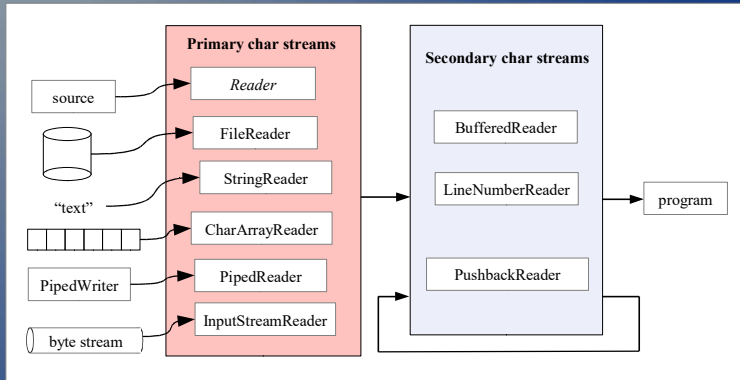 Primary char streams
Secondary char streams
source
Reader
FileReader
“text”
StringReader
CharArrayReader
PipedWriter
PipedReader
byte stream
InputStreamReader
BufferedReader
LineNumberReader
PushbackReader
program